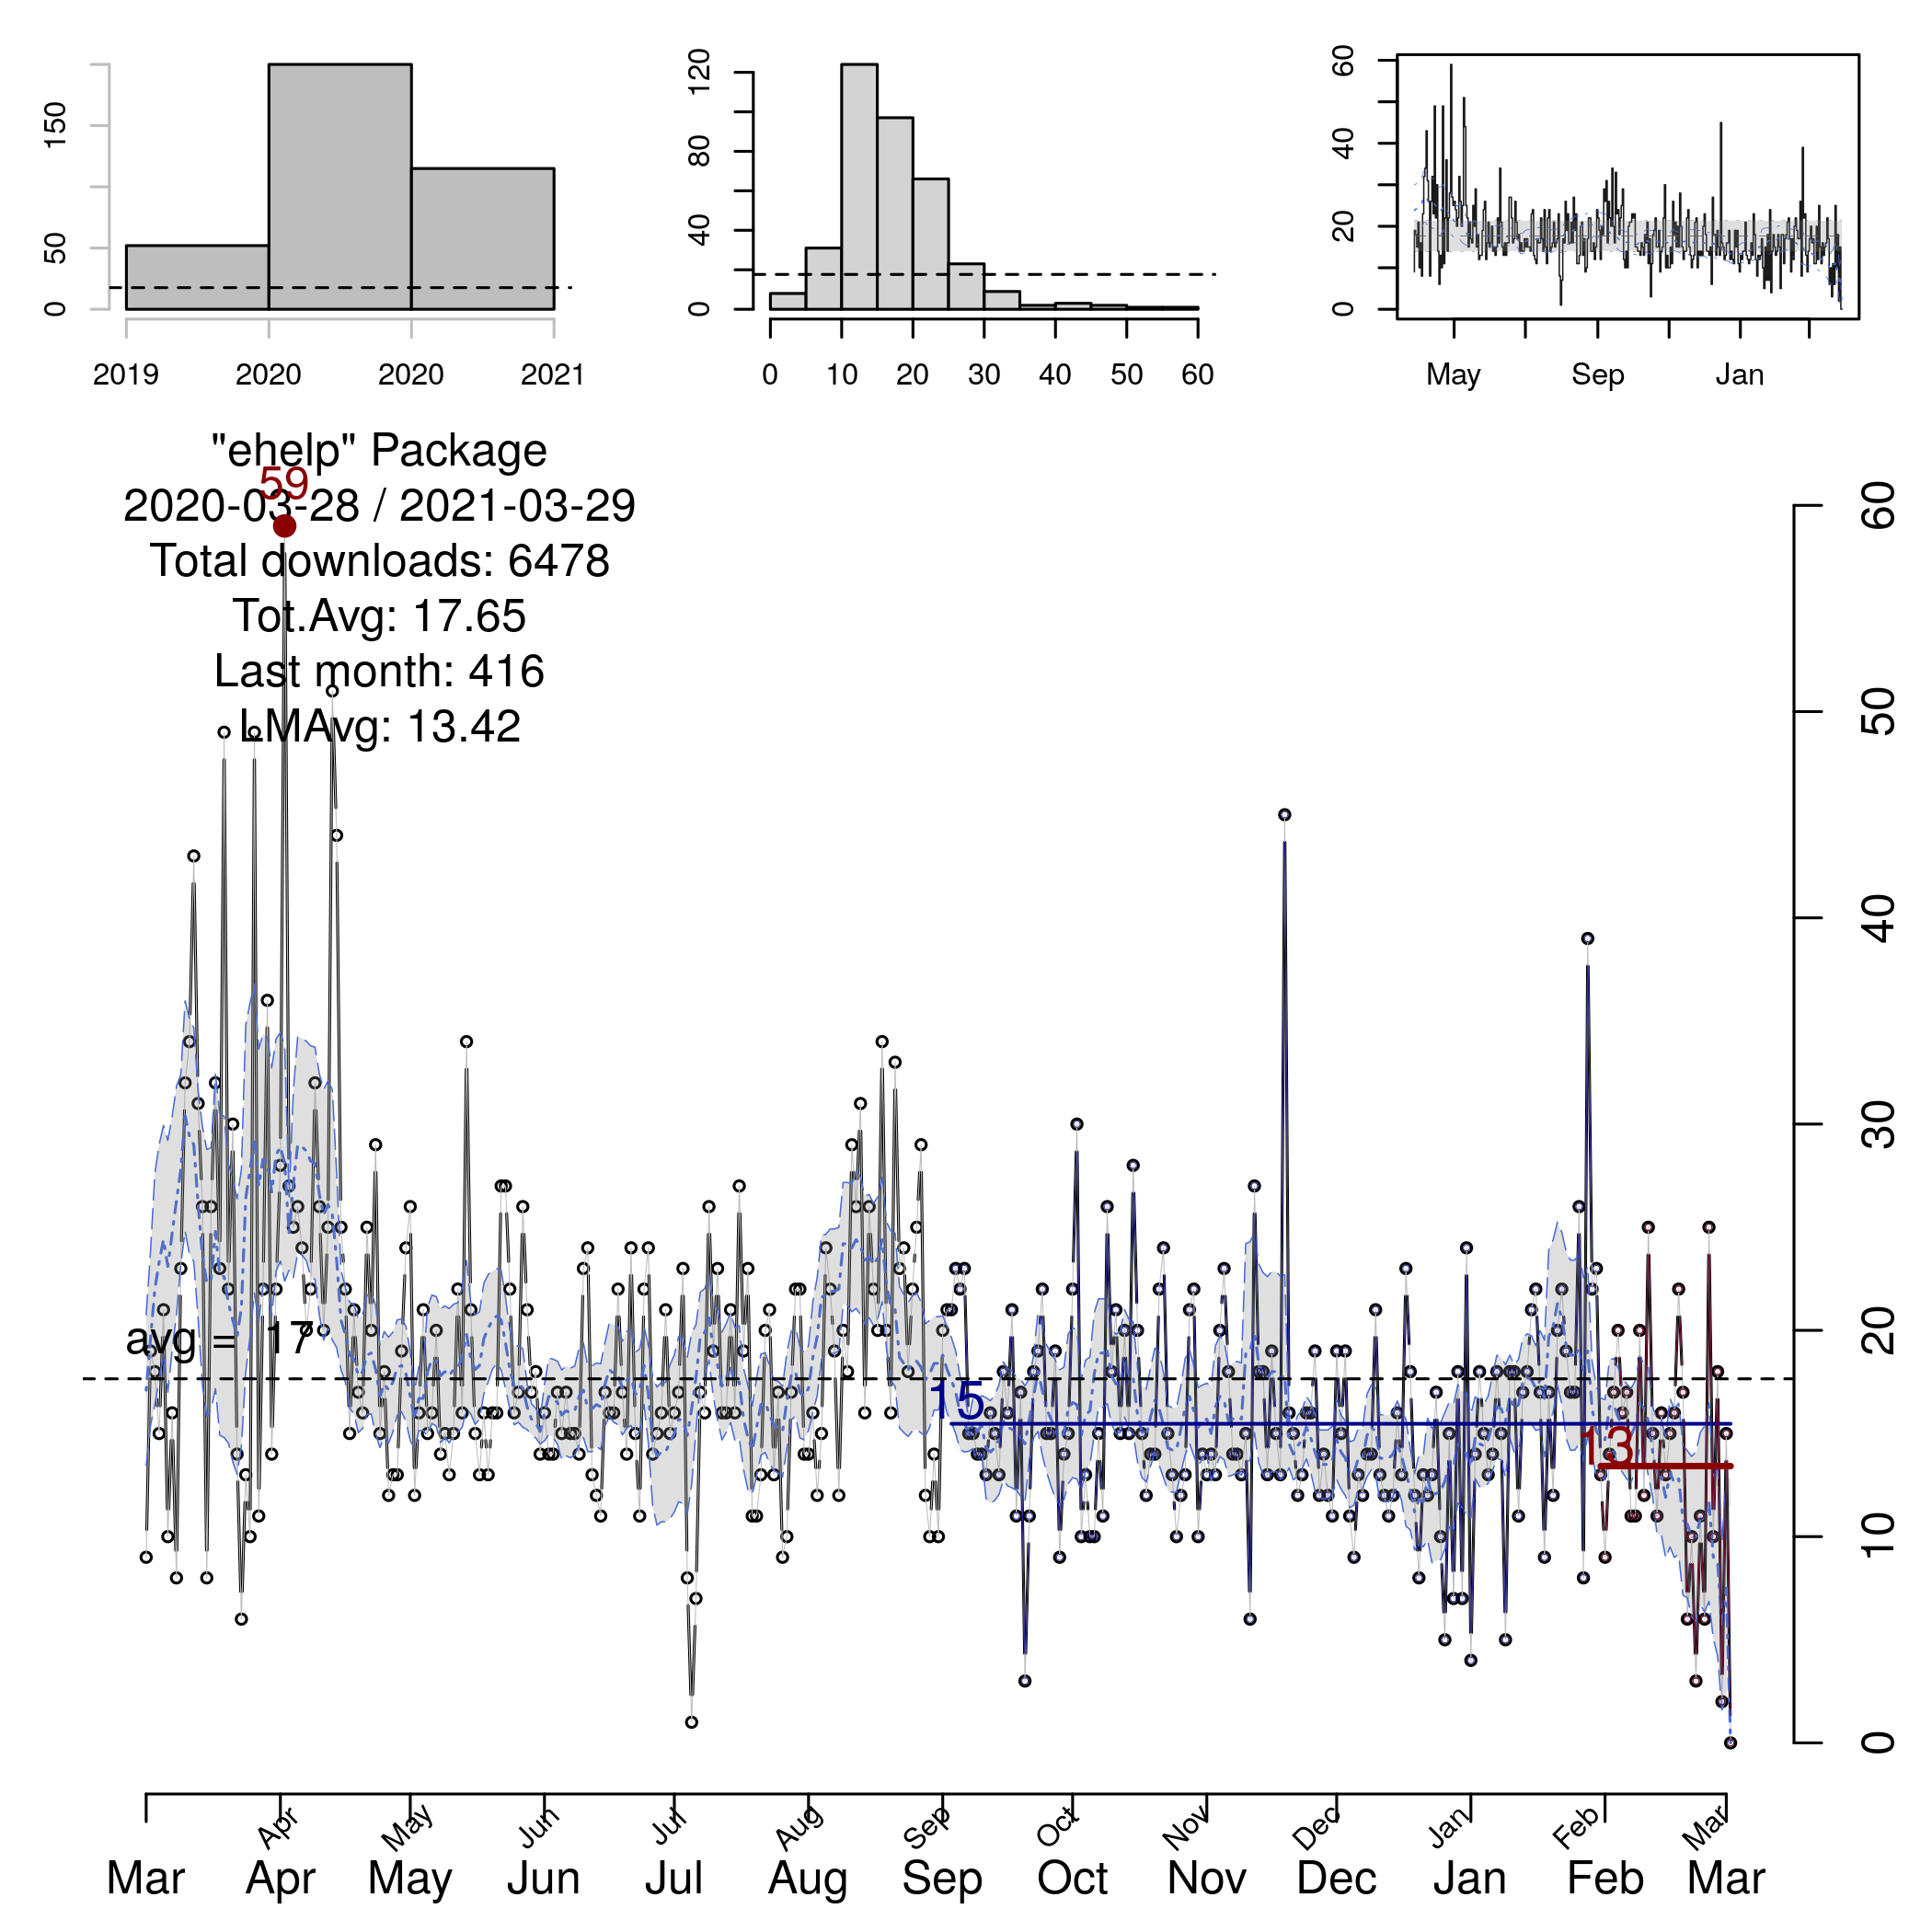 150
50
0
2019 2020 2020 2021
120
80
40
0
0 10 20 30 40 50 60
60
40
20
0
May Sep Jan
"ehelp" Package
59
2020-03-28 / 2021-03-29
Total downloads: 6478
Tot.Avg: 17.65
Last month: 416
LMAvg: 13.42
60
50
40
30
20
10
0
avg = 17
15
13
Apr May Jun Jul Aug Sep Oct Nov Dec Jan Feb Mar
Mar Apr May Jun Jul Aug Sep Oct Nov Dec Jan Feb Mar